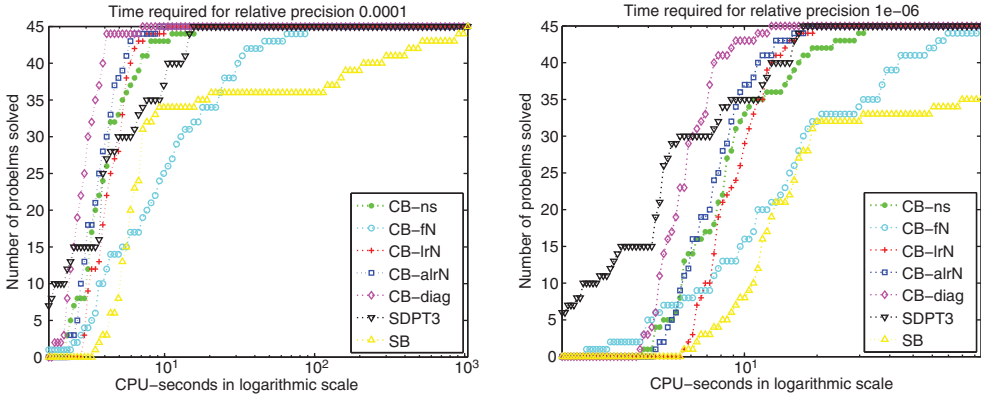 Time required for relative precision 0.0001
Number of probelms solved
45
40
35
30
25
20
15
10
5
0
CB−ns
CB−fN
CB−lrN
CB−alrN
CB−diag
SDPT3
SB
10^1
10^2
10^3
CPU−seconds in logarithmic scale
Time required for relative precision 1e−06
Number of probelms solved
45
40
35
30
25
20
15
10
5
0
CB−ns
CB−fN
CB−lrN
CB−alrN
CB−diag
SDPT3
SB
10^1
CPU−seconds in logarithmic scale